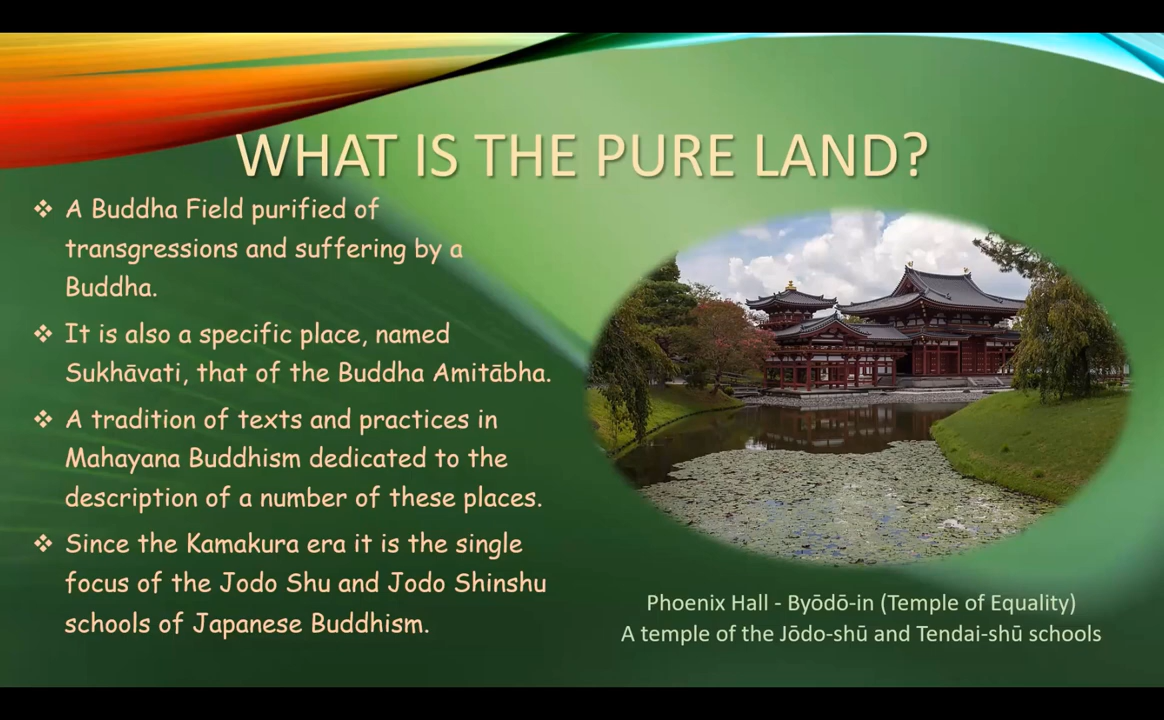 WHAT IS THE PURE LAND?
❖ A Buddha Field purified of
transgressions and suffering by a
Buddha.
❖ It is also a specific place, named
Sukhāvati, that of the Buddha Amitābha.
❖ A tradition of texts and practices in
Mahayana Buddhism dedicated to the
description of a number of these places.
❖ Since the Kamakura era it is the single
focus of the Jodo Shu and Jodo Shinshu
schools of Japanese Buddhism.
Phoenix Hall - Byōdō-in (Temple of Equality)
A temple of the Jōdo-shū and Tendai-shū schools